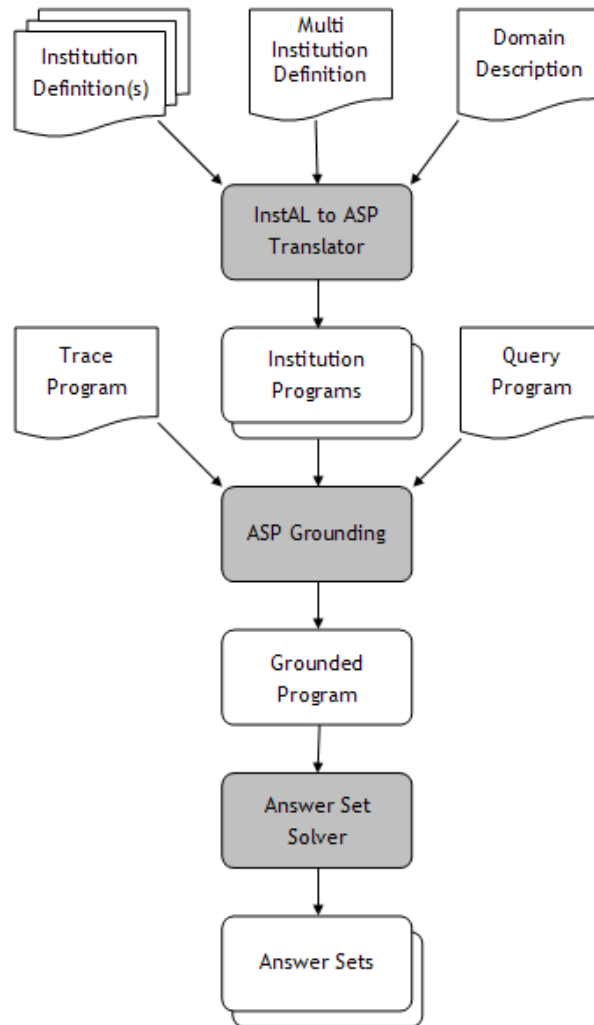 Institution
Definition(s)
Multi
Institution
Definition
Domain
Description
InstAL to ASP
Translator
Trace
Program
Institution
Programs
Query
Program
ASP Grounding
Grounded
Program
Answer Set
Solver
Answer Sets